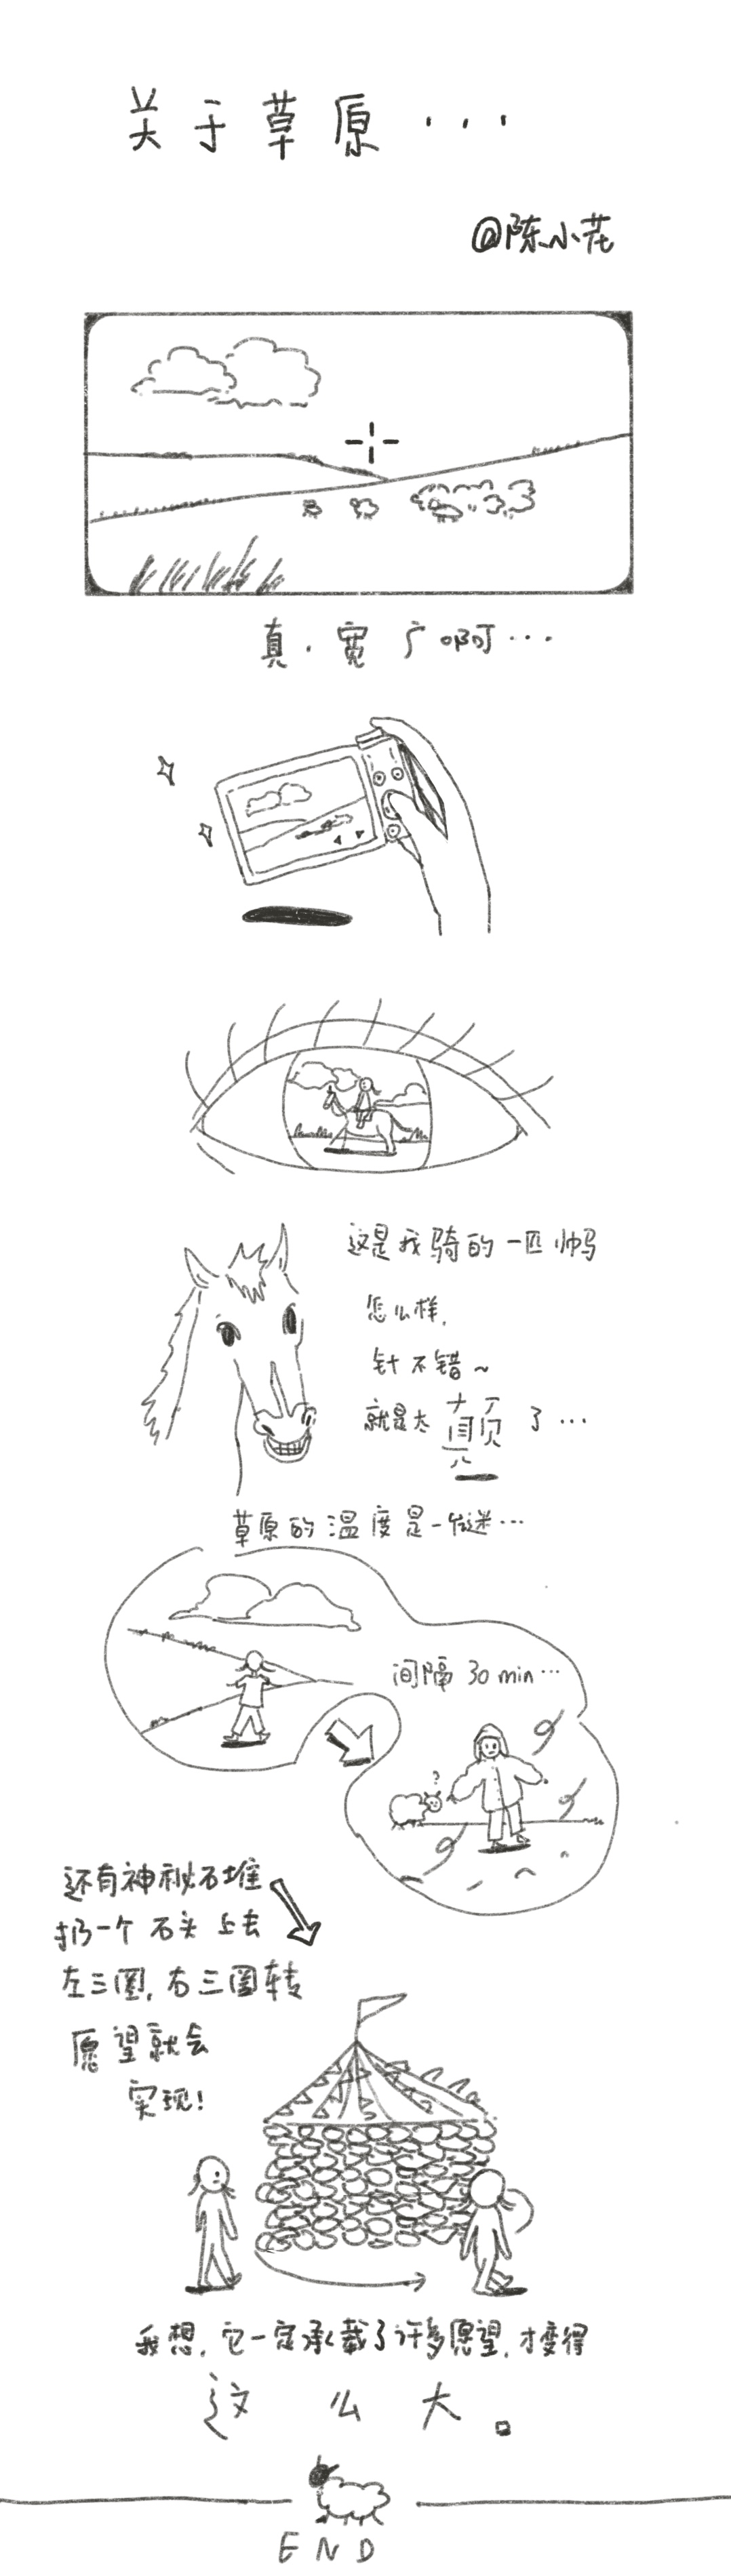 关于草原...
@陈小花
真.宽广啊...
这是我骑的一匹帅马
怎么样,
针不错~
就是太颠了...
草原的温度是一个谜...
间隔 30 min...
?
还有神秘石堆
扔一个石头上去
左三圈,右三圈转
愿望就会
实现!
我想,它一定承载了许多愿望,才变得
这么大。
END